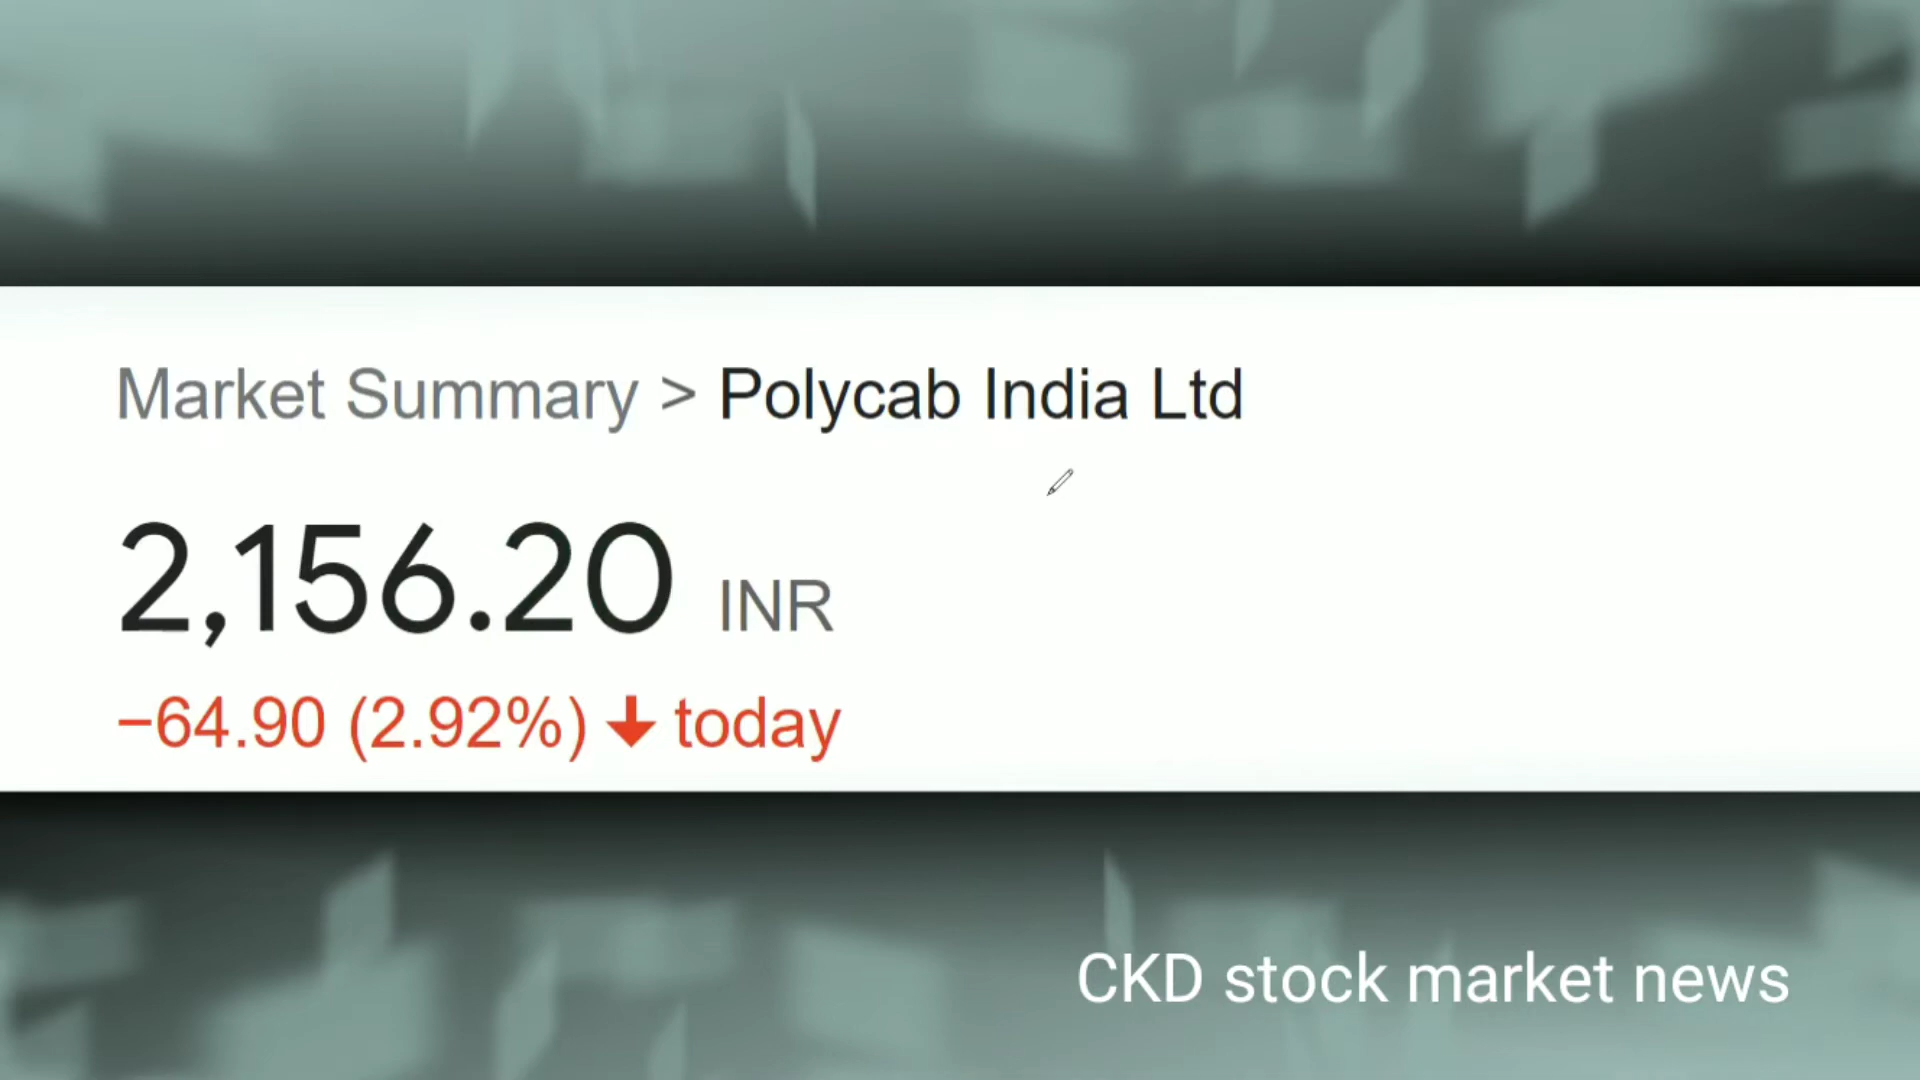 Market Summary > Polycab India Ltd
2,156.20 INR
−64.90 (2.92%) ↓ today
CKD stock market news